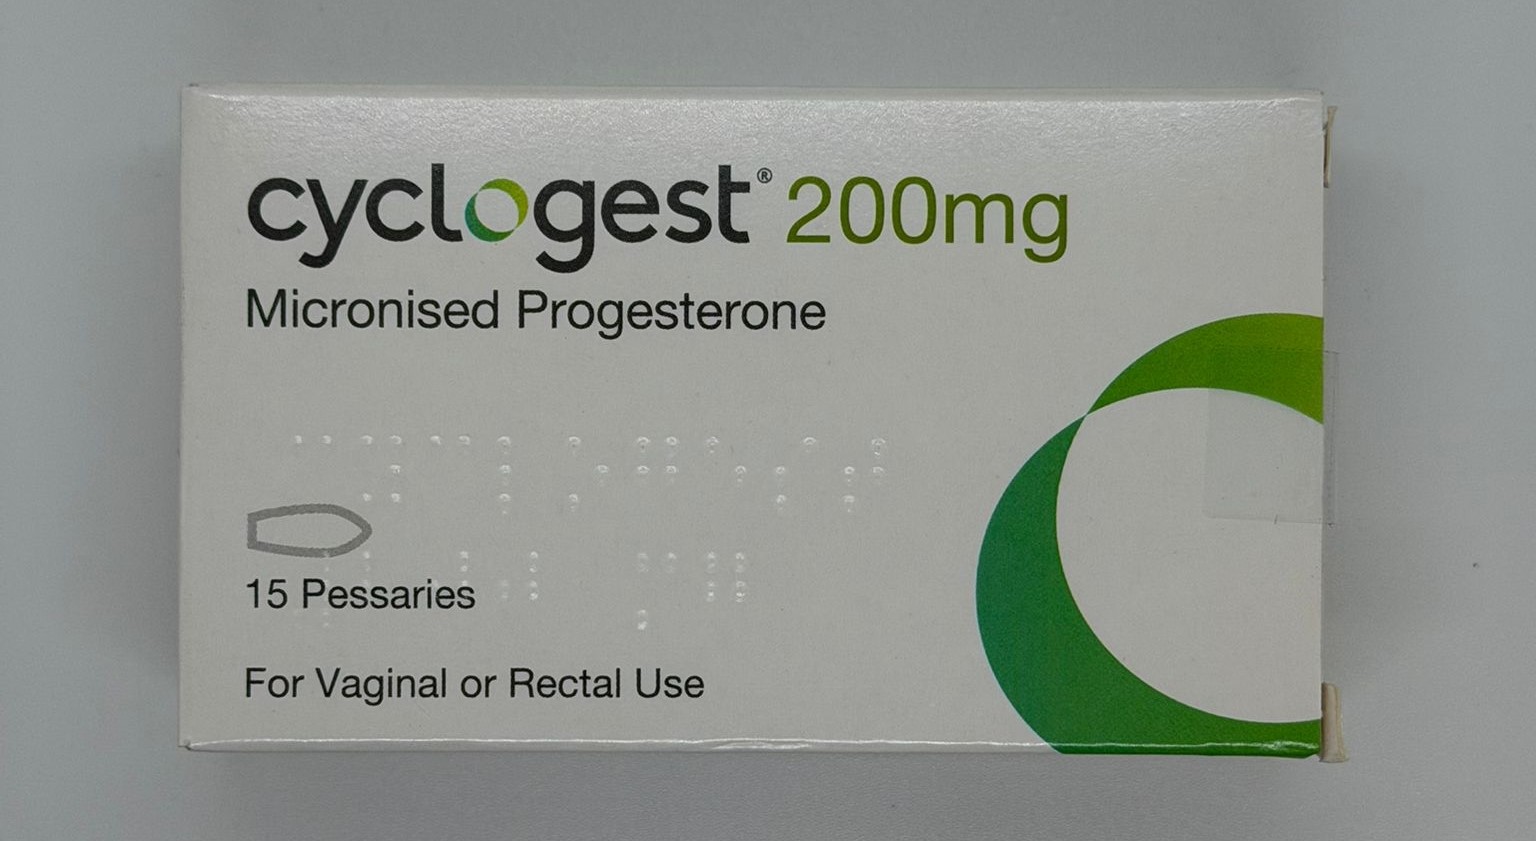 cyclogest® 200mg
Micronised Progesterone
15 Pessaries
For Vaginal or Rectal Use